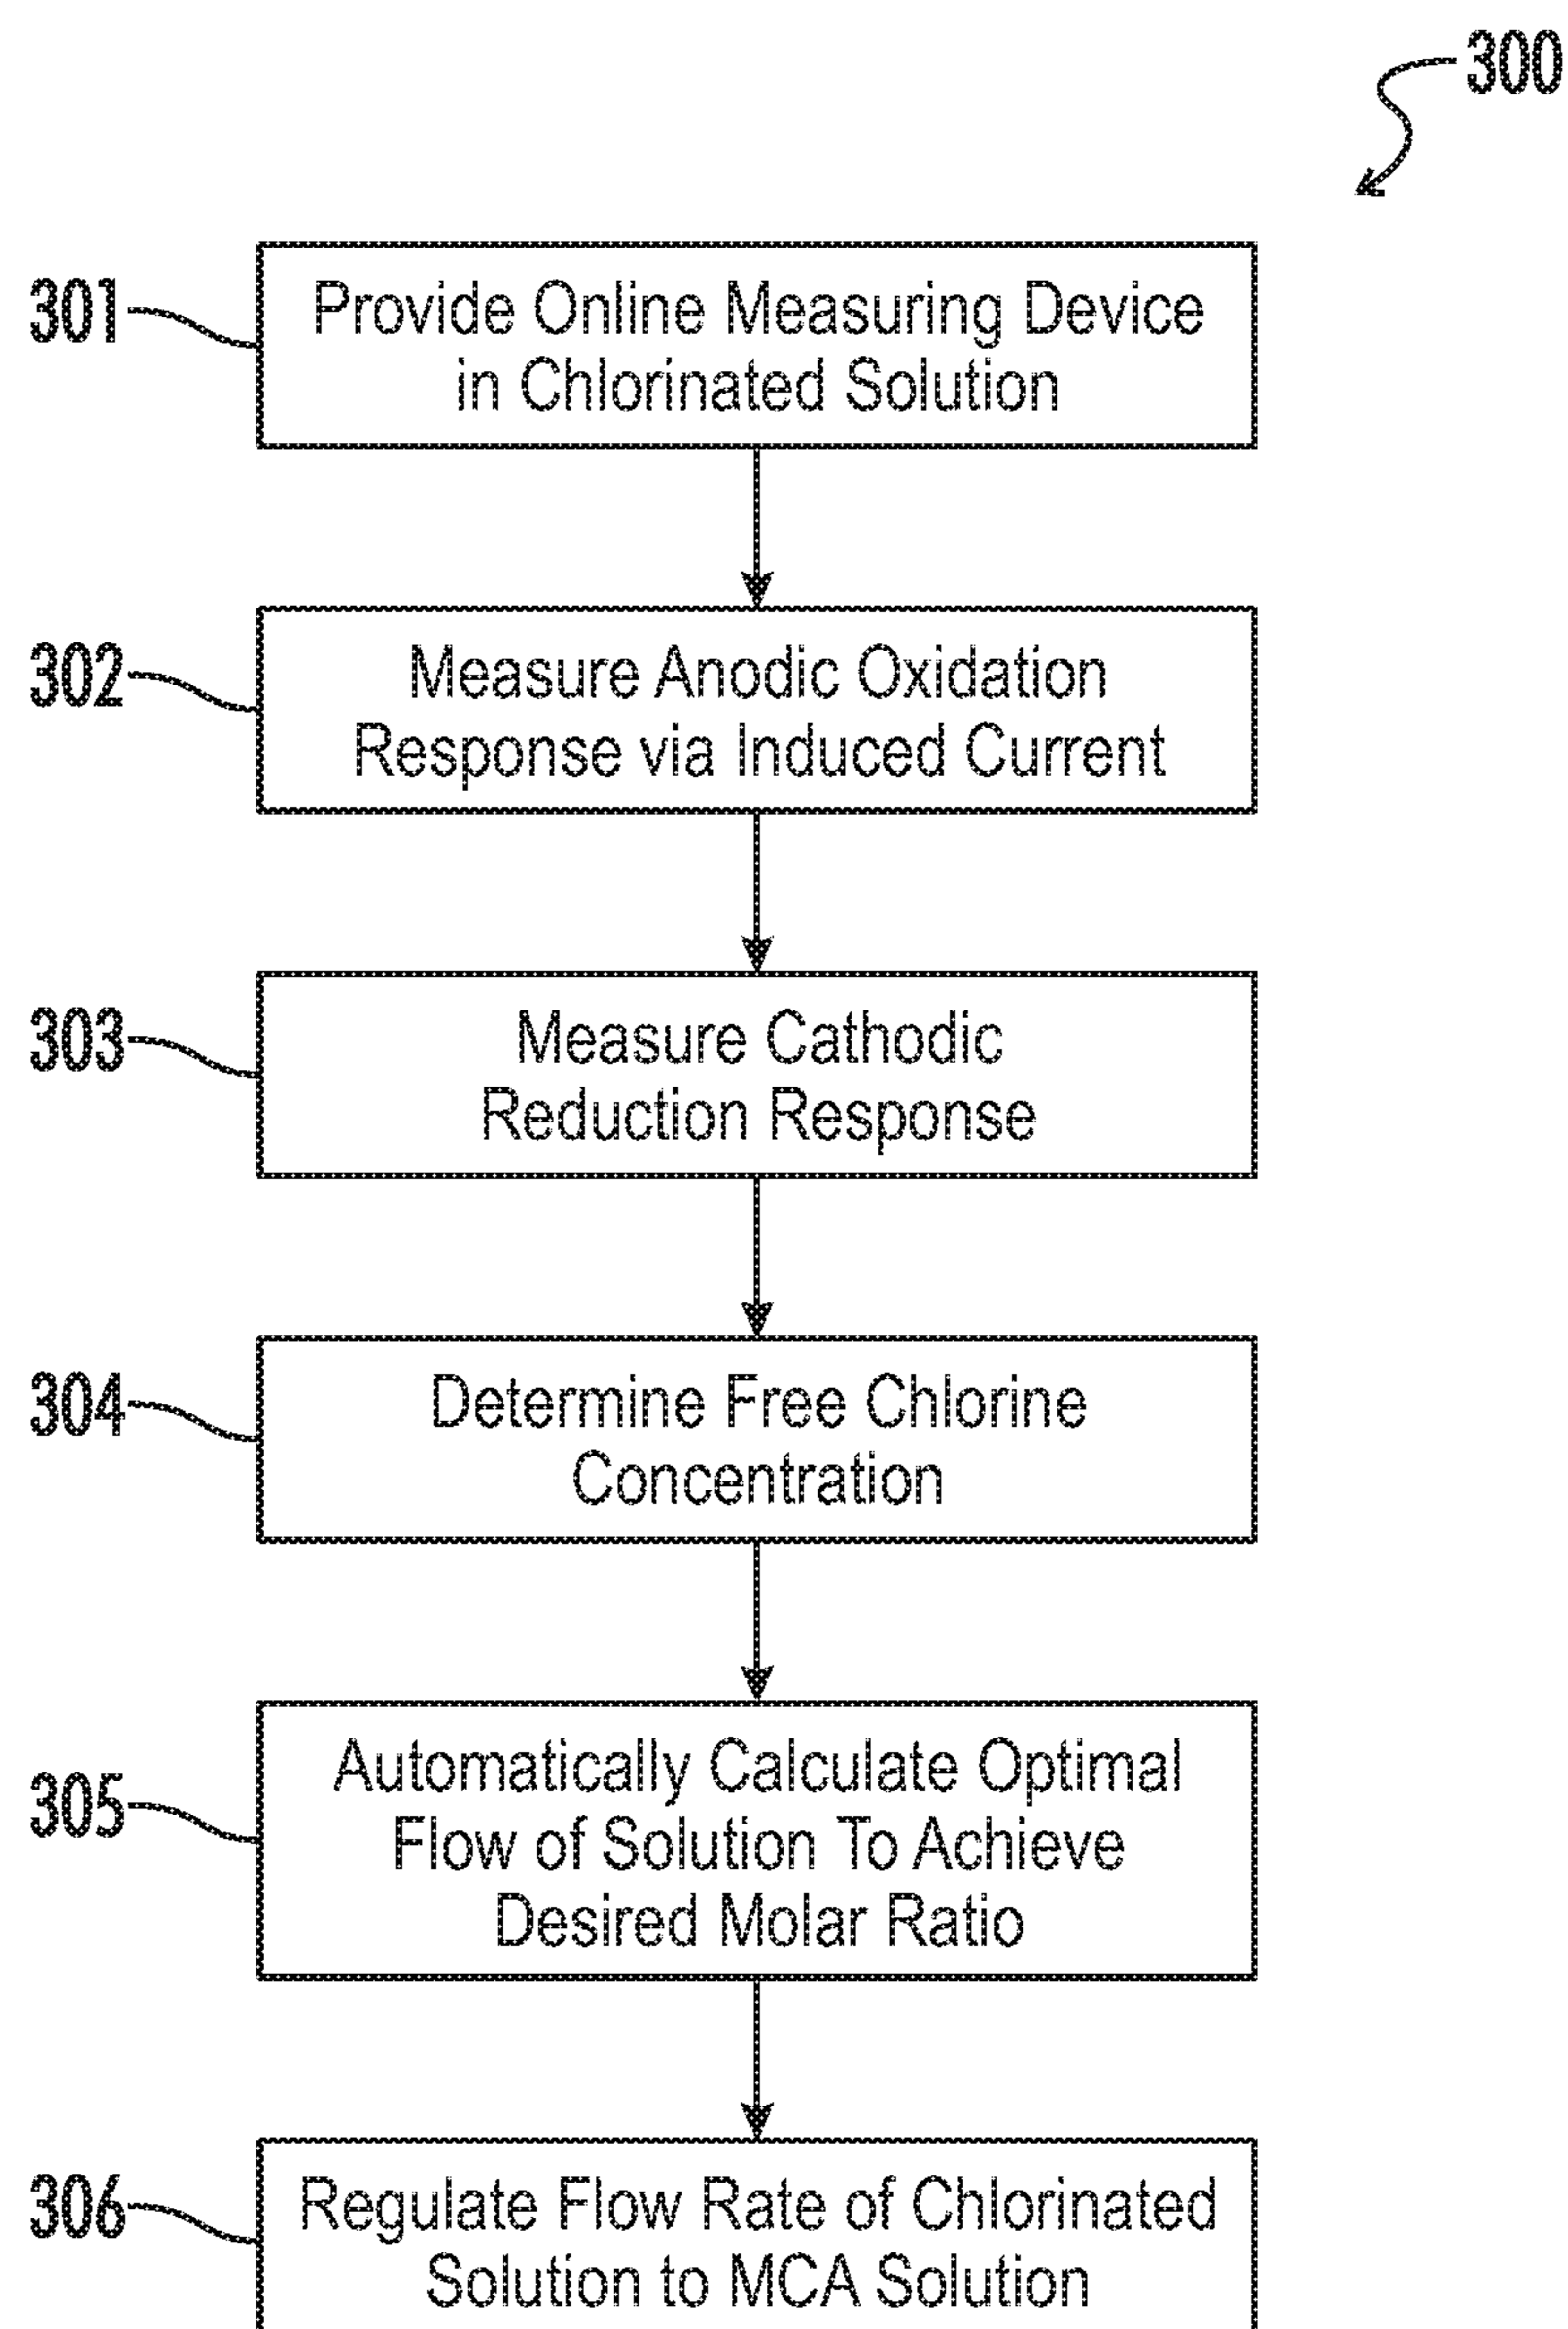 300
301
Provide Online Measuring Device
in Chlorinated Solution
302
Measure Anodic Oxidation
Response via Induced Current
303
Measure Cathodic
Reduction Response
304
Determine Free Chlorine
Concentration
305
Automatically Calculate Optimal
Flow of Solution To Achieve
Desired Molar Ratio
306
Regulate Flow Rate of Chlorinated
Solution to MCA Solution